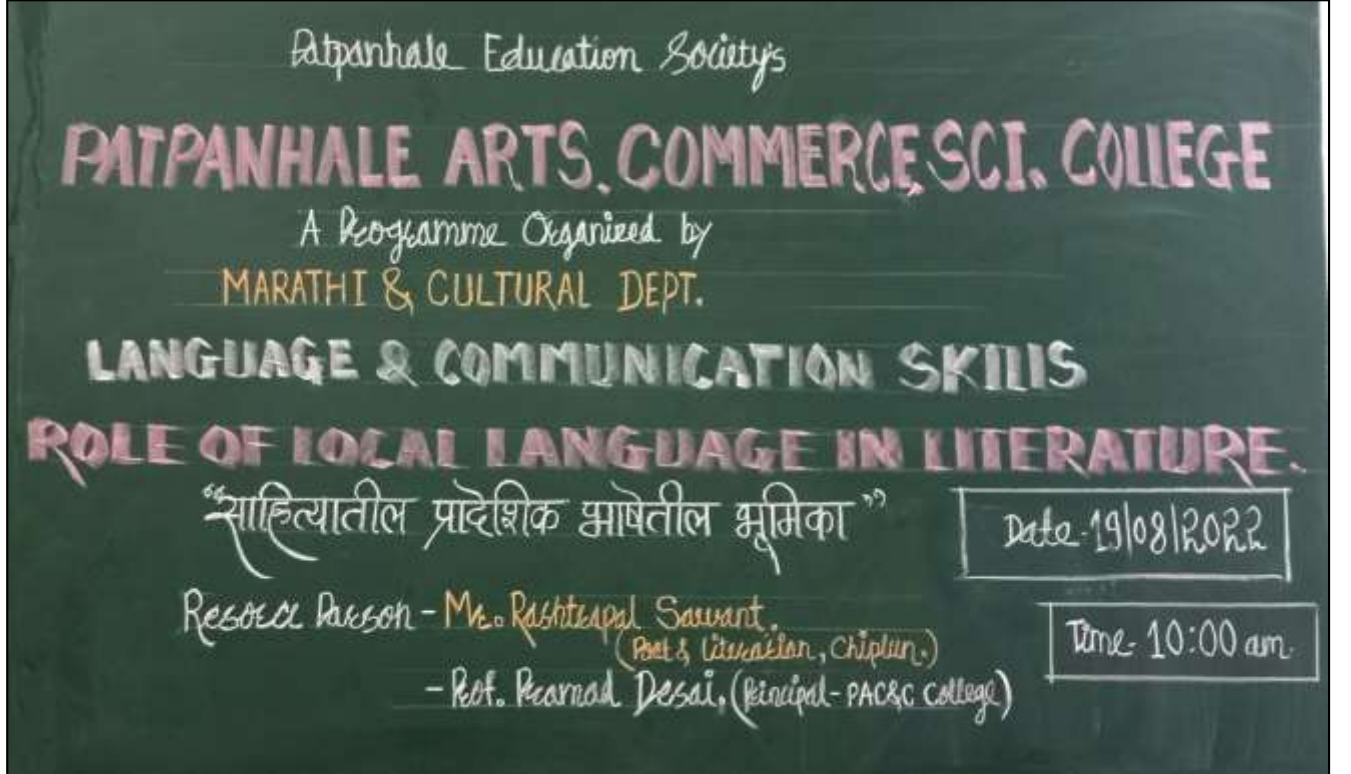 Patpanhale Education Society's
PATPANHALE ARTS, COMMERCE, SCI. COLLEGE
A Programme Organized by
MARATHI & CULTURAL DEPT.
LANGUAGE & COMMUNICATION SKILLS
ROLE OF LOCAL LANGUAGE IN LITERATURE.
"साहित्यातील प्रादेशिक भाषेतील भूमिका"
Date-19/08/2022
Person - Mr. Rashtrapal Sawant.
(Poet & , Chiplun.)
Time- 10:00 am.
- Prof. Pramod Desai, (Principal- PAC&C College)